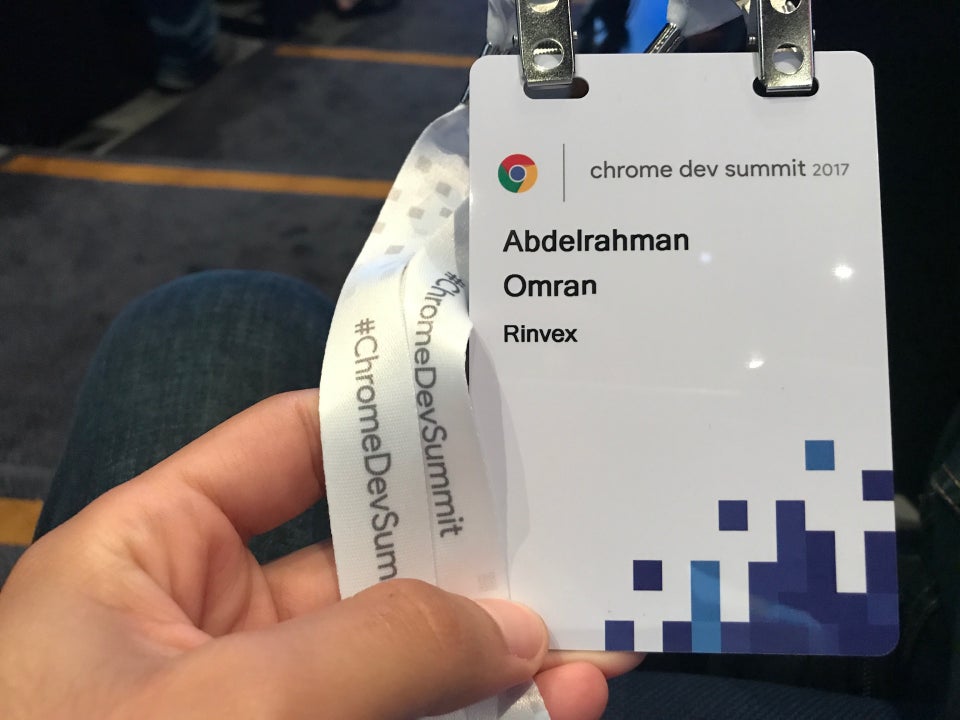 chrome dev summit 2017
Abdelrahman
Omran
Rinvex
#ChromeDevSummit
#ChromeDevSum